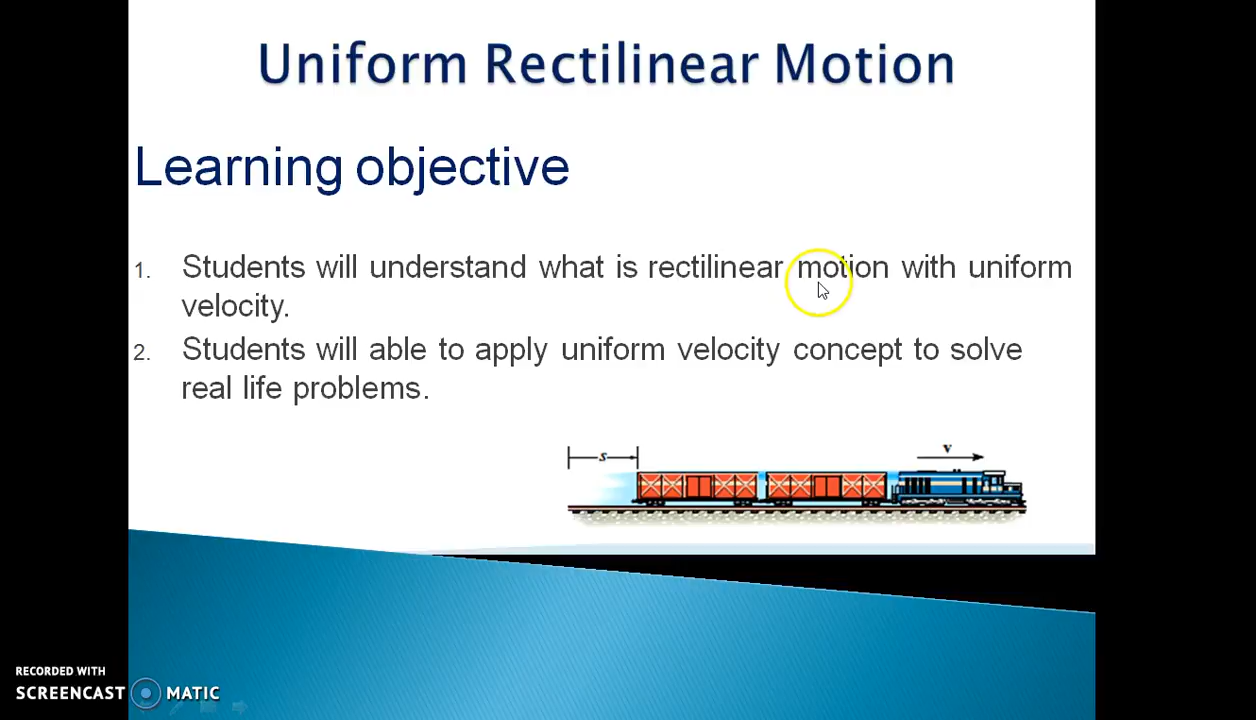 Uniform Rectilinear Motion
Learning objective
1. Students will understand what is rectilinear motion with uniform
velocity.
2. Students will able to apply uniform velocity concept to solve
real life problems.
s
v
RECORDED WITH
SCREENCAST MATIC